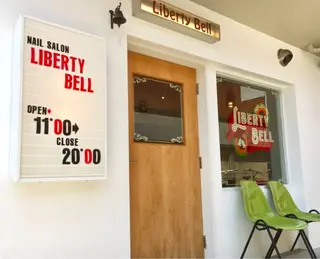 NAIL SALON
LIBERTY
BELL
OPEN♦
11'00→
CLOSE
20'00
Liberty Bell
LIBERTY
BELL